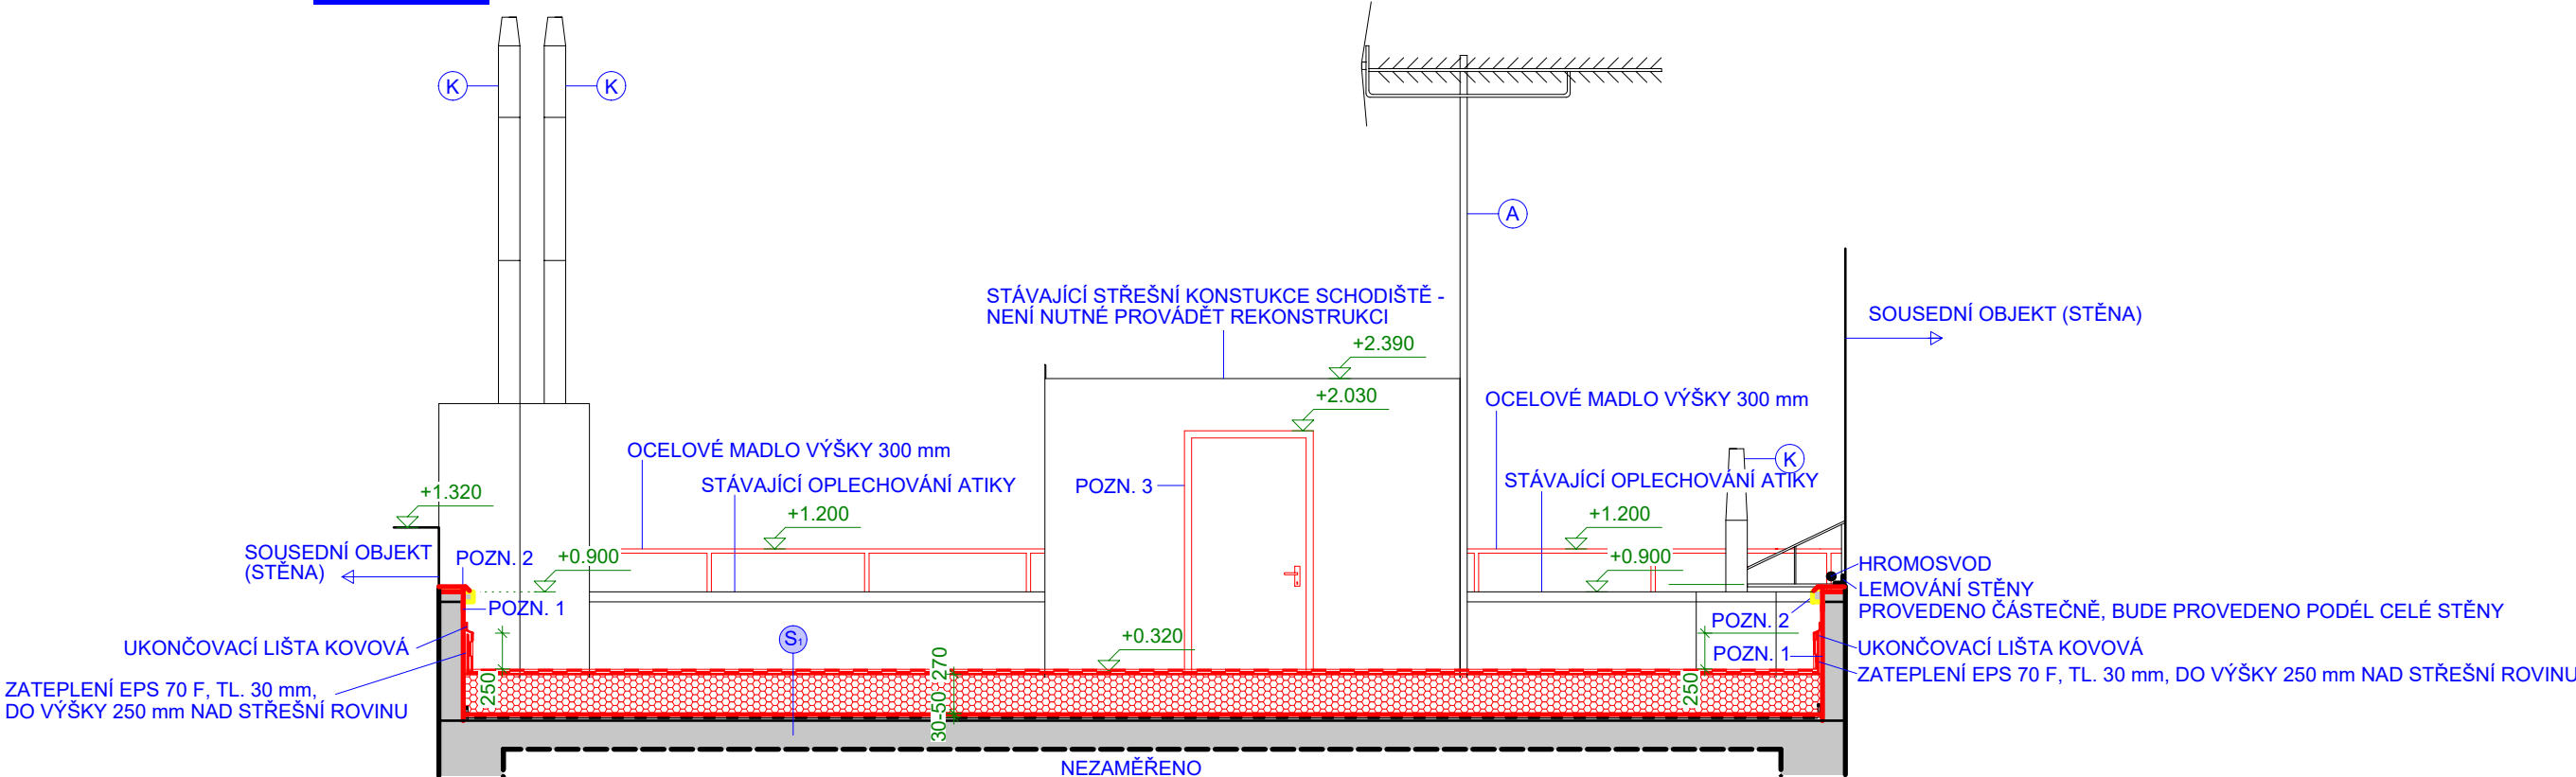 K
K
A
STÁVAJÍCÍ STŘEŠNÍ KONSTUKCE SCHODIŠTĚ -
NENÍ NUTNÉ PROVÁDĚT REKONSTRUKCI
SOUSEDNÍ OBJEKT (STĚNA)
+2.390
+2.030
OCELOVÉ MADLO VÝŠKY 300 mm
OCELOVÉ MADLO VÝŠKY 300 mm
K
STÁVAJÍCÍ OPLECHOVÁNÍ ATIKY
STÁVAJÍCÍ OPLECHOVÁNÍ ATIKY
POZN. 3
+1.320
+1.200
+1.200
SOUSEDNÍ OBJEKT
(STĚNA)
POZN. 2
+0.900
+0.900
HROMOSVOD
LEMOVÁNÍ STĚNY
PROVEDENO ČÁSTEČNĚ, BUDE PROVEDENO PODÉL CELÉ STĚNY
POZN. 1
POZN. 2
S1
+0.320
UKONČOVACÍ LIŠTA KOVOVÁ
UKONČOVACÍ LIŠTA KOVOVÁ
POZN. 1
ZATEPLENÍ EPS 70 F, TL. 30 mm, DO VÝŠKY 250 mm NAD STŘEŠNÍ ROVINU
ZATEPLENÍ EPS 70 F, TL. 30 mm,
DO VÝŠKY 250 mm NAD STŘEŠNÍ ROVINU
250
30-50
270
250
NEZAMĚŘENO